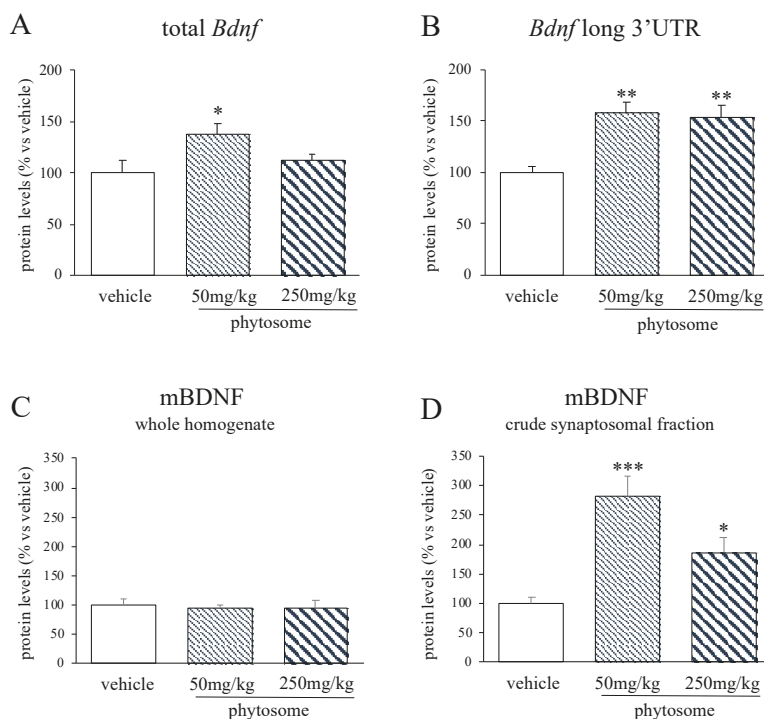 A
total Bdnf
protein levels (% vs vehicle)
200
150
100
50
0
*
vehicle
50mg/kg
250mg/kg
phytosome
B
Bdnf long 3’UTR
protein levels (% vs vehicle)
200
150
100
50
0
**
**
vehicle
50mg/kg
250mg/kg
phytosome
C
mBDNF
whole homogenate
protein levels (% vs vehicle)
350
300
250
200
150
100
50
0
vehicle
50mg/kg
250mg/kg
phytosome
D
mBDNF
crude synaptosomal fraction
protein levels (% vs vehicle)
350
300
250
200
150
100
50
0
***
*
vehicle
50mg/kg
250mg/kg
phytosome